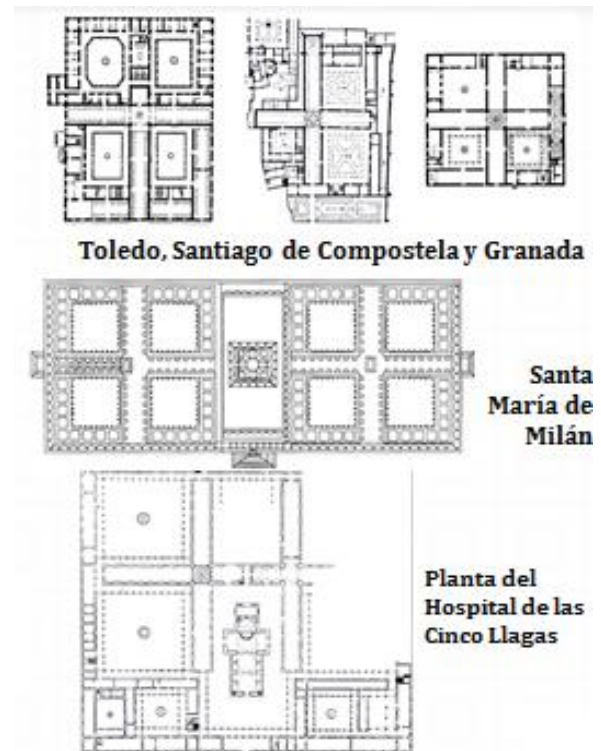 Toledo, Santiago de Compostela y Granada
Santa
María de
Milán
Planta del
Hospital de las
Cinco Llagas